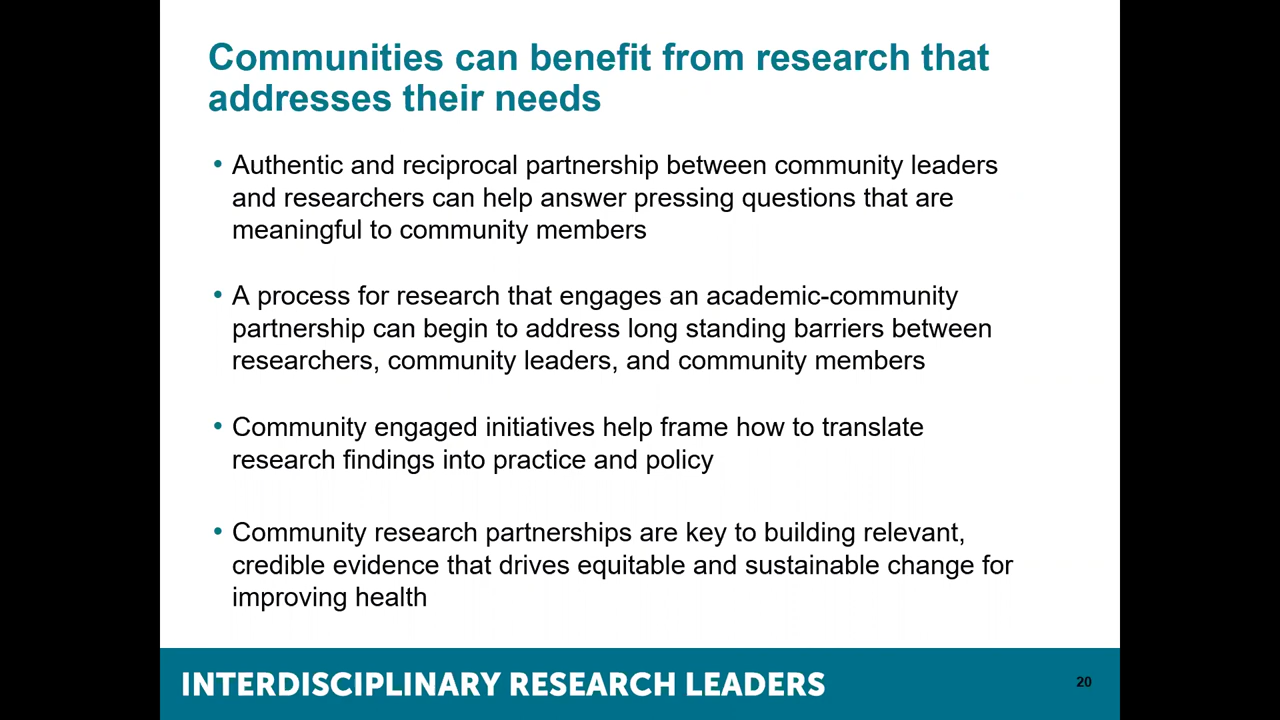 Communities can benefit from research that
addresses their needs
• Authentic and reciprocal partnership between community leaders
and researchers can help answer pressing questions that are
meaningful to community members
• A process for research that engages an academic-community
partnership can begin to address long standing barriers between
researchers, community leaders, and community members
• Community engaged initiatives help frame how to translate
research findings into practice and policy
• Community research partnerships are key to building relevant,
credible evidence that drives equitable and sustainable change for
improving health
INTERDISCIPLINARY RESEARCH LEADERS
20